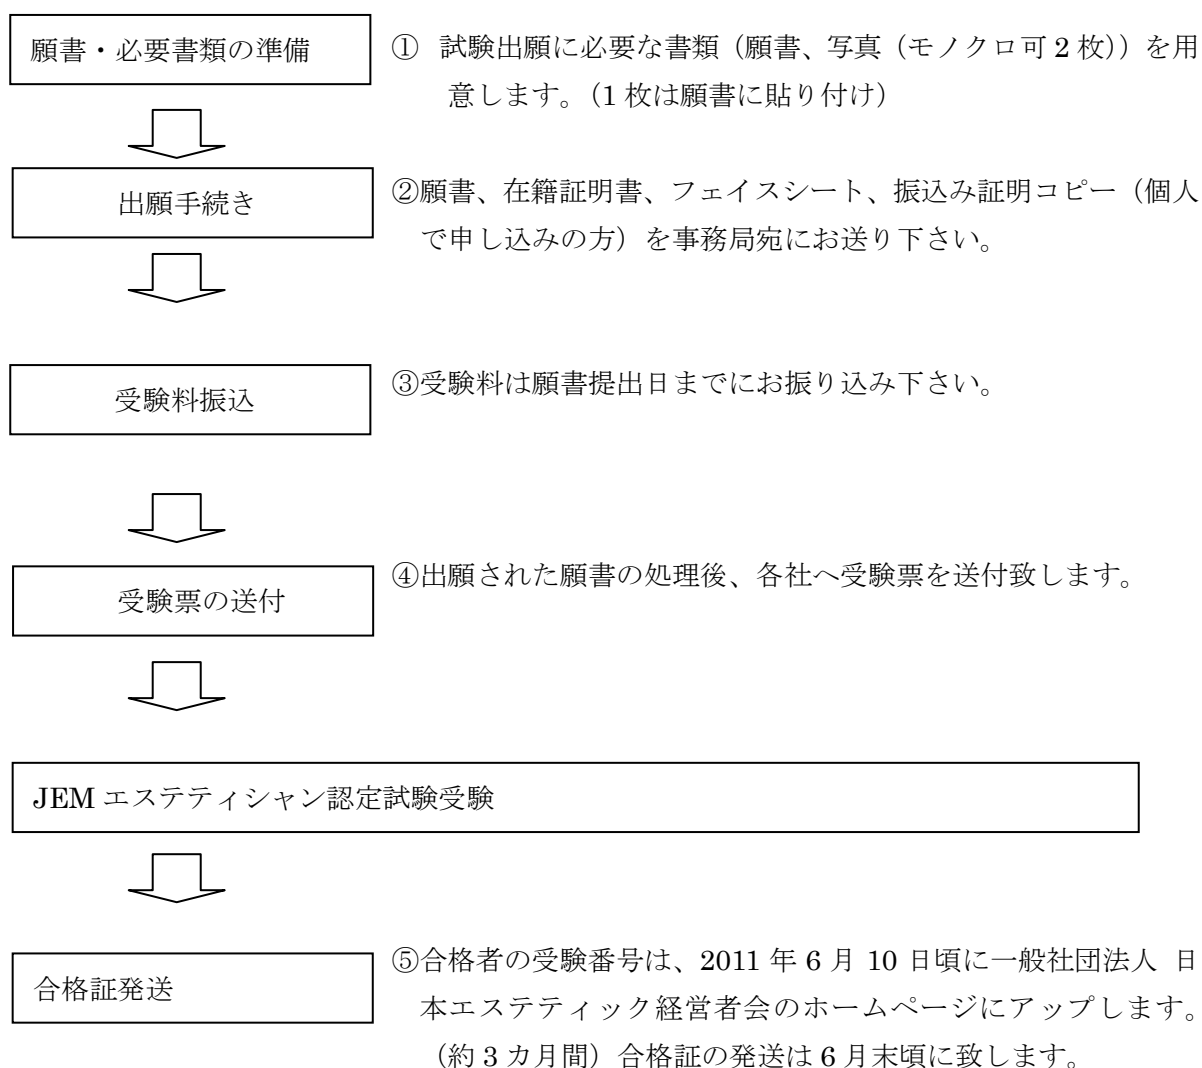 願書・必要書類の準備
① 試験出願に必要な書類（願書、写真（モノクロ可 2 枚））を用
意します。（1 枚は願書に貼り付け）
出願手続き
②願書、在籍証明書、フェイスシート、振込み証明コピー（個人
で申し込みの方）を事務局宛にお送り下さい。
受験料振込
③受験料は願書提出日までにお振り込み下さい。
受験票の送付
④出願された願書の処理後、各社へ受験票を送付致します。
JEM エステティシャン認定試験受験
合格証発送
⑤合格者の受験番号は、2011 年 6 月 10 日頃に一般社団法人 日
本エステティック経営者会のホームページにアップします。
（約 3 カ月間）合格証の発送は 6 月末頃に致します。